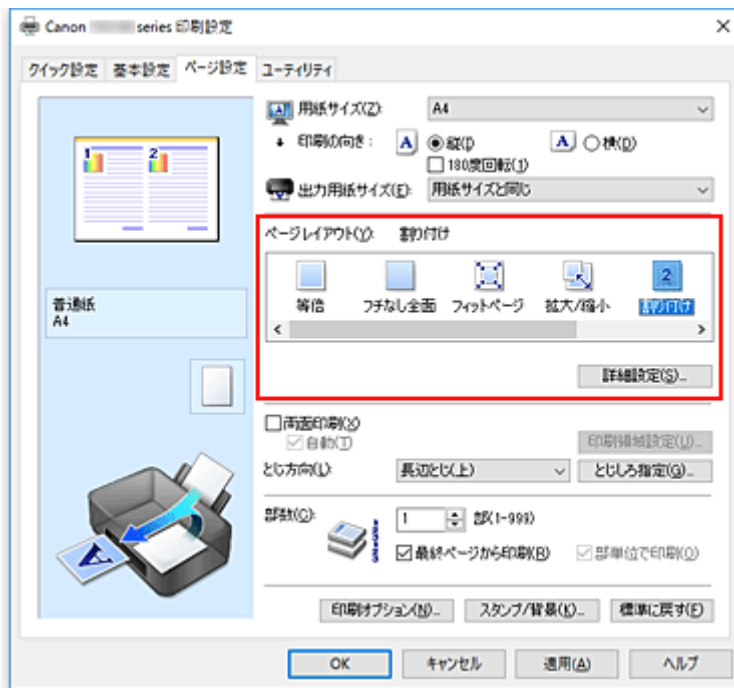 Canon series 印刷設定
クイック設定 基本設定 ページ設定 ユーティリティ
用紙サイズ(Z): A4
印刷の向き: A 縦(I) A 横(D)
180度回転(J)
出力用紙サイズ(E): 用紙サイズと同じ
ページレイアウト(Y): 割り付け
1 2
2
等倍 フチなし全面 フィットページ 拡大/縮小 割り付け
普通紙
A4
詳細設定(S)...
両面印刷(X)
自動(T) 印刷領域設定(U)...
とじ方向(L): 長辺とじ(上) とじしろ指定(G)...
部数(C): 1 部(1-999)
最終ページから印刷(R) 部単位で印刷(O)
印刷オプション(N)... スタンプ/背景(K)... 標準に戻す(F)
OK キャンセル 適用(A) ヘルプ